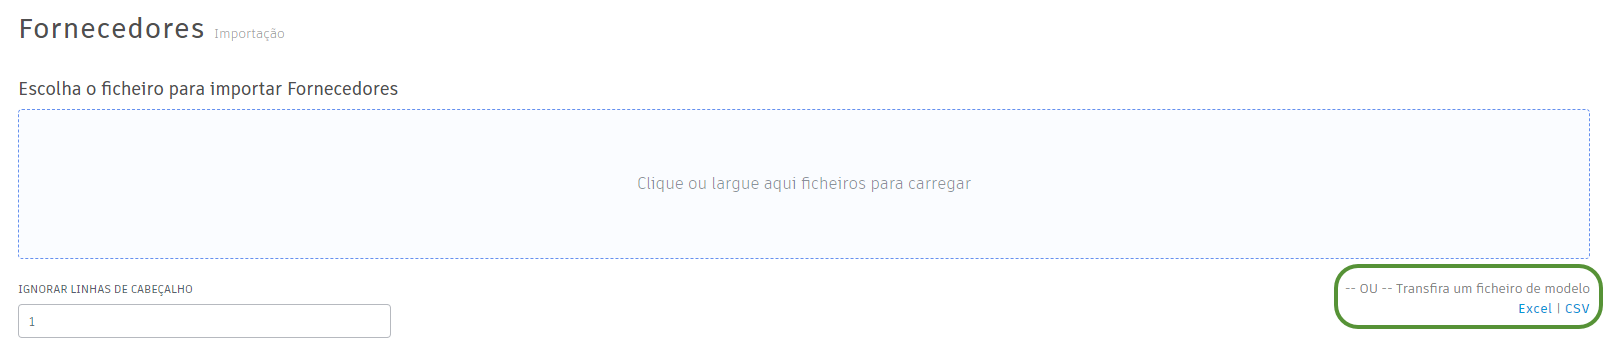 Fornecedores Importação
Escolha o ficheiro para importar Fornecedores
Clique ou largue aqui ficheiros para carregar
IGNORAR LINHAS DE CABEÇALHO
1
-- OU -- Transfira um ficheiro de modelo
Excel | CSV